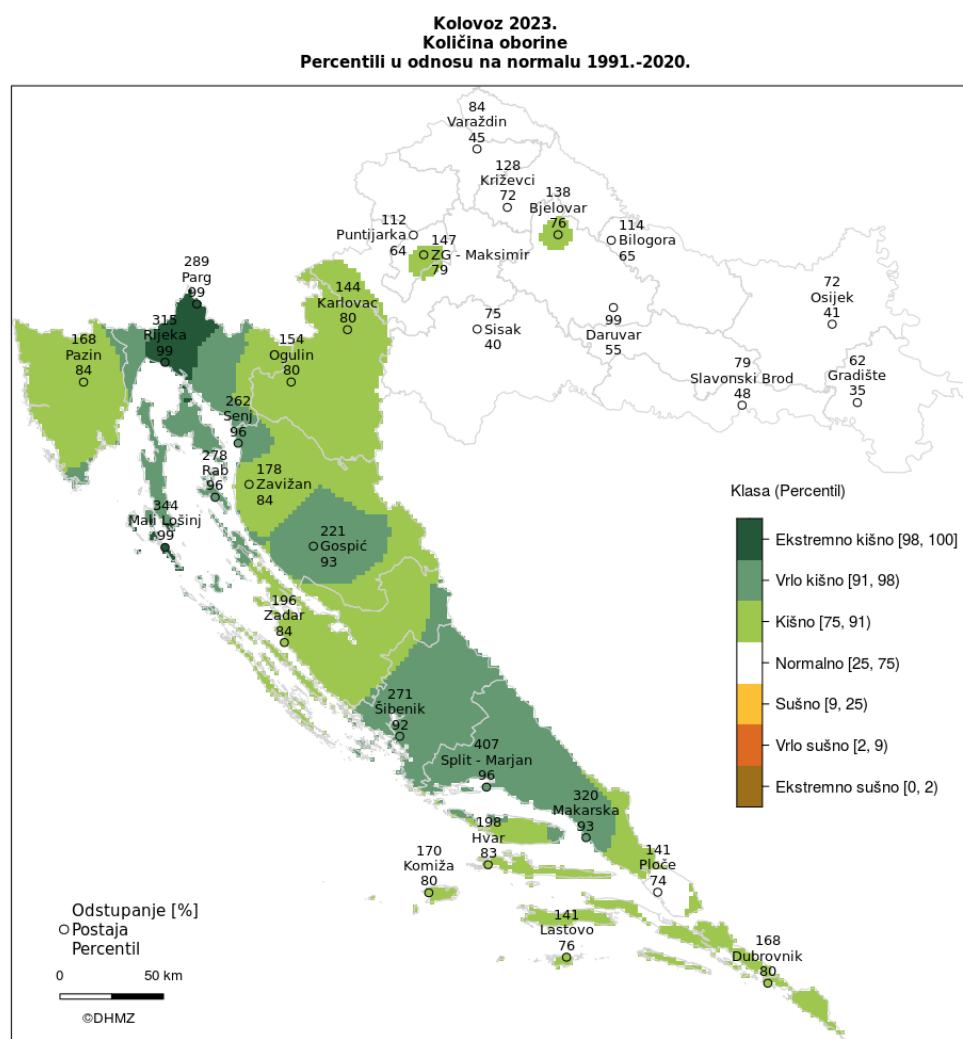 Kolovoz 2023.
Količina oborine
Percentili u odnosu na normalu 1991.-2020.
84
Varaždin
45
128
Križevci
72
138
Bjelovar
76
112
Puntijarka
64
147
ZG - Maksimir
79
114
Bilogora
65
289
Parg
99
144
Karlovac
80
72
Osijek
41
315
Rijeka
99
75
Sisak
40
99
Daruvar
55
168
Pazin
84
154
Ogulin
80
79
Slavonski Brod
48
62
Gradište
35
262
Senj
96
278
Rab
96
178
Zavižan
84
344
Mali Lošinj
99
221
Gospić
93
196
Zadar
84
271
Šibenik
92
407
Split - Marjan
96
320
Makarska
93
198
Hvar
83
170
Komiža
80
141
Ploče
74
141
Lastovo
76
168
Dubrovnik
80
Klasa (Percentil)
Ekstremno kišno [98, 100]
Vrlo kišno [91, 98)
Kišno [75, 91)
Normalno [25, 75)
Sušno [9, 25)
Vrlo sušno [2, 9)
Ekstremno sušno [0, 2)
Odstupanje [%]
Postaja
Percentil
0 50 km
©DHMZ